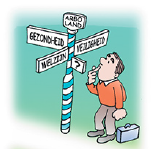 ARBO
LAND
GEZONDHEID
VEILIGHEID
WELZIJN
?